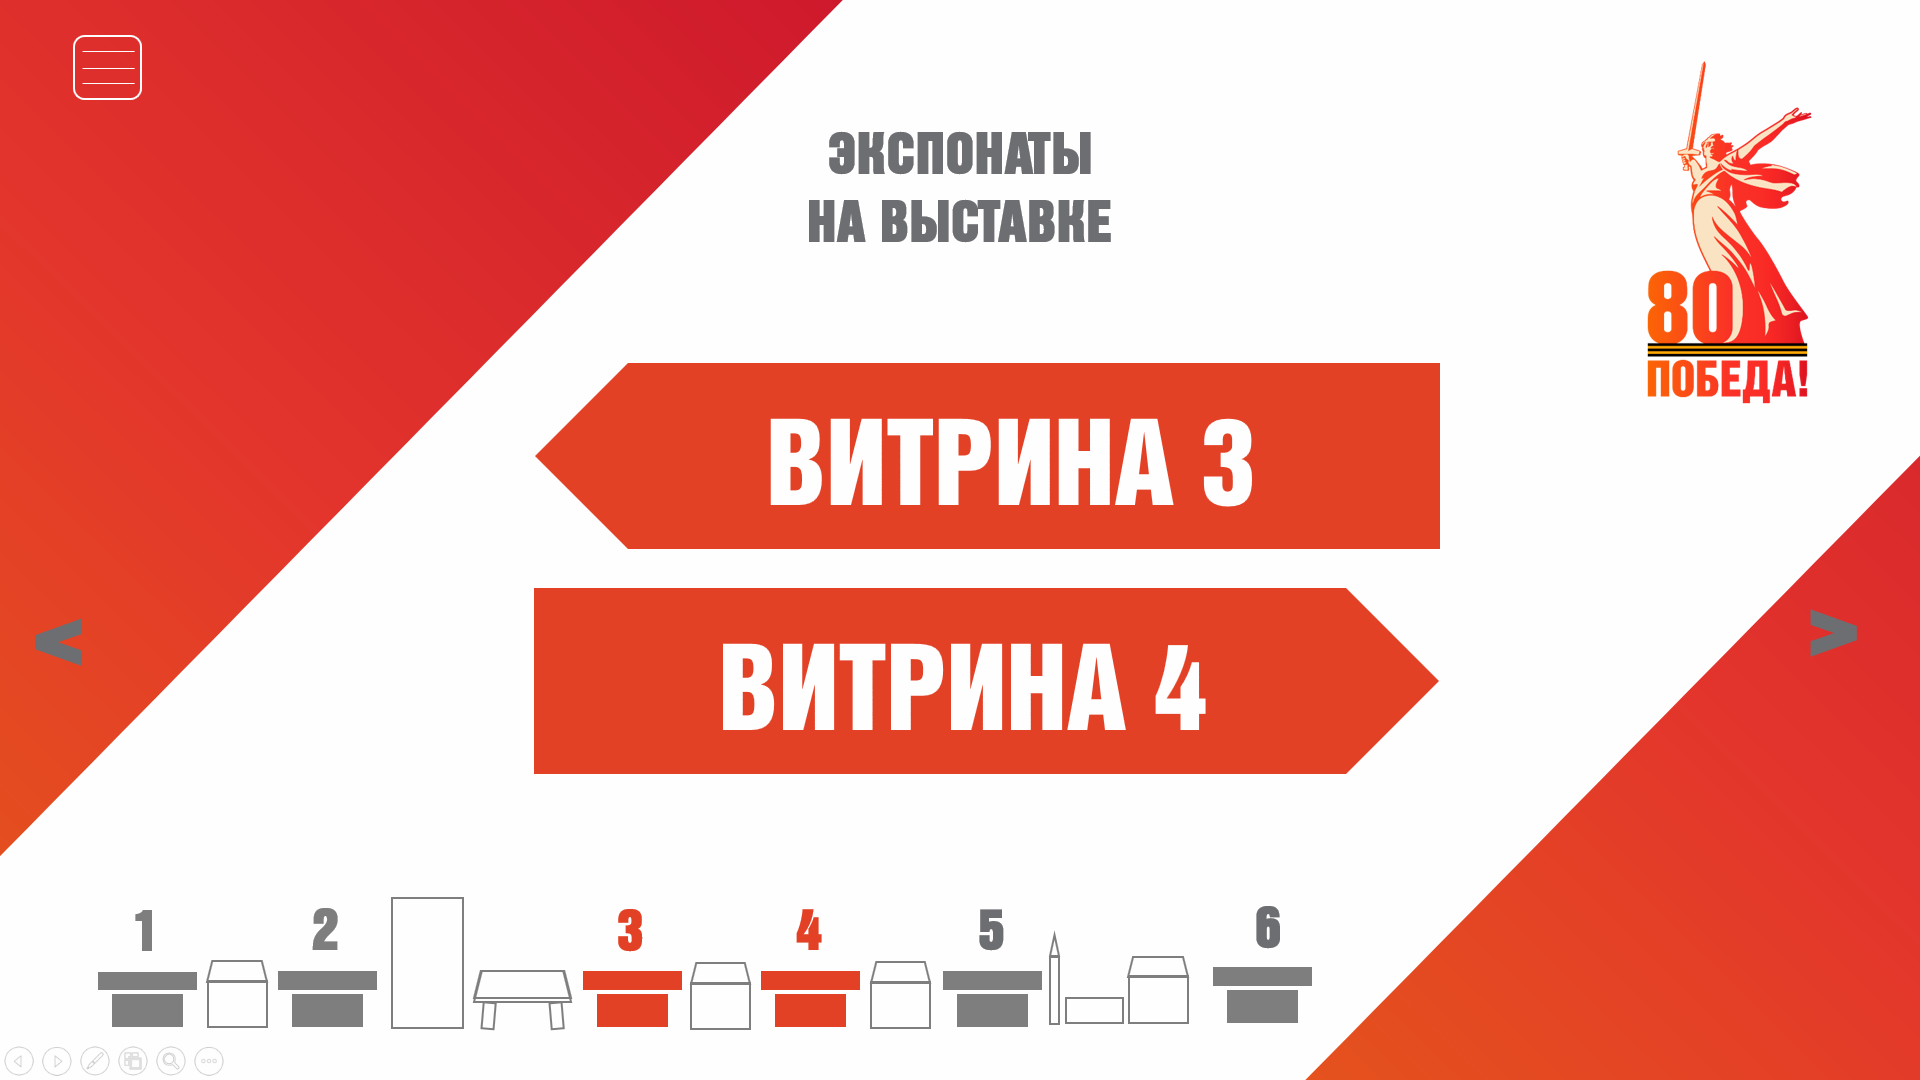 ЭКСПОНАТЫ
НА ВЫСТАВКЕ
80
ПОБЕДА!
ВИТРИНА 3
ВИТРИНА 4
< >
1 2 3 4 5 6